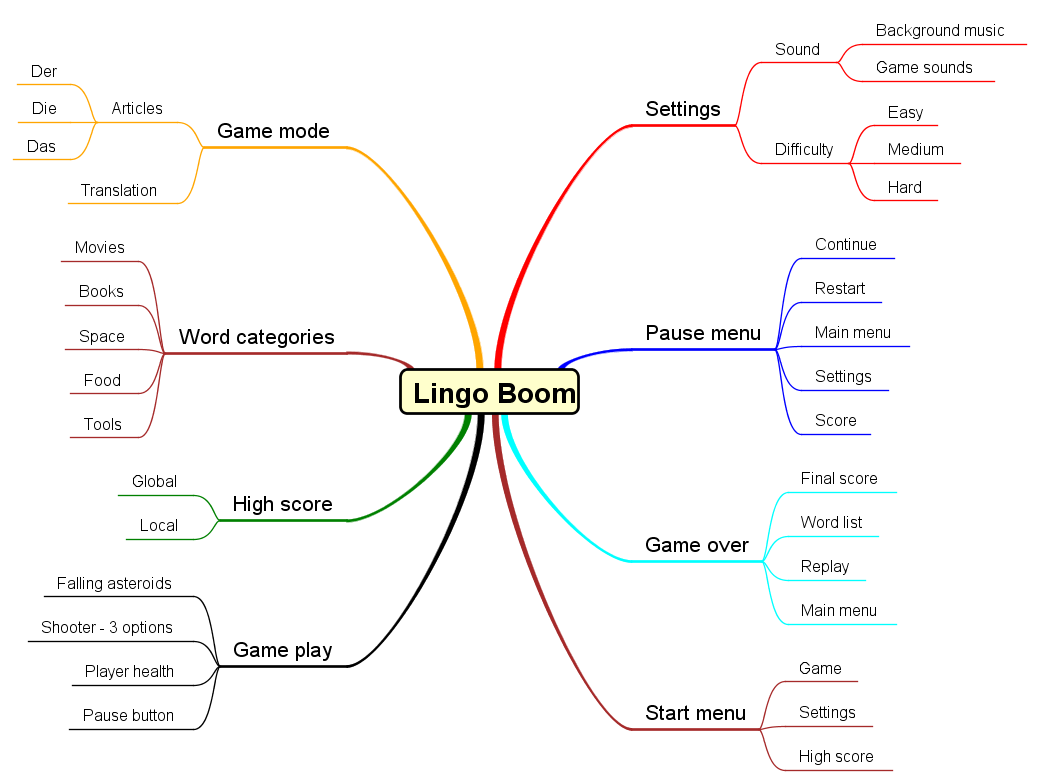 Lingo Boom
Game mode
Articles
Der
Die
Das
Translation
Word categories
Movies
Books
Space
Food
Tools
High score
Global
Local
Game play
Falling asteroids
Shooter - 3 options
Player health
Pause button
Settings
Sound
Background music
Game sounds
Difficulty
Easy
Medium
Hard
Pause menu
Continue
Restart
Main menu
Settings
Score
Game over
Final score
Word list
Replay
Main menu
Start menu
Game
Settings
High score